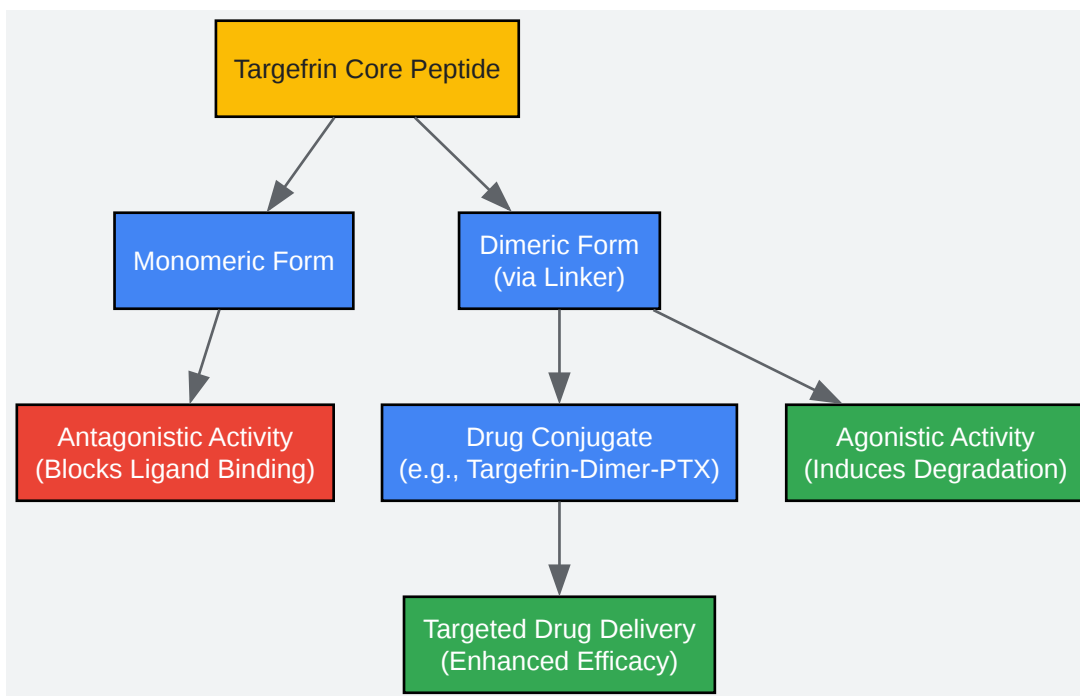 Targefrin Core Peptide
Monomeric Form
Dimeric Form
(via Linker)
Antagonistic Activity
(Blocks Ligand Binding)
Drug Conjugate
(e.g., Targefrin-Dimer-PTX)
Agonistic Activity
(Induces Degradation)
Targeted Drug Delivery
(Enhanced Efficacy)